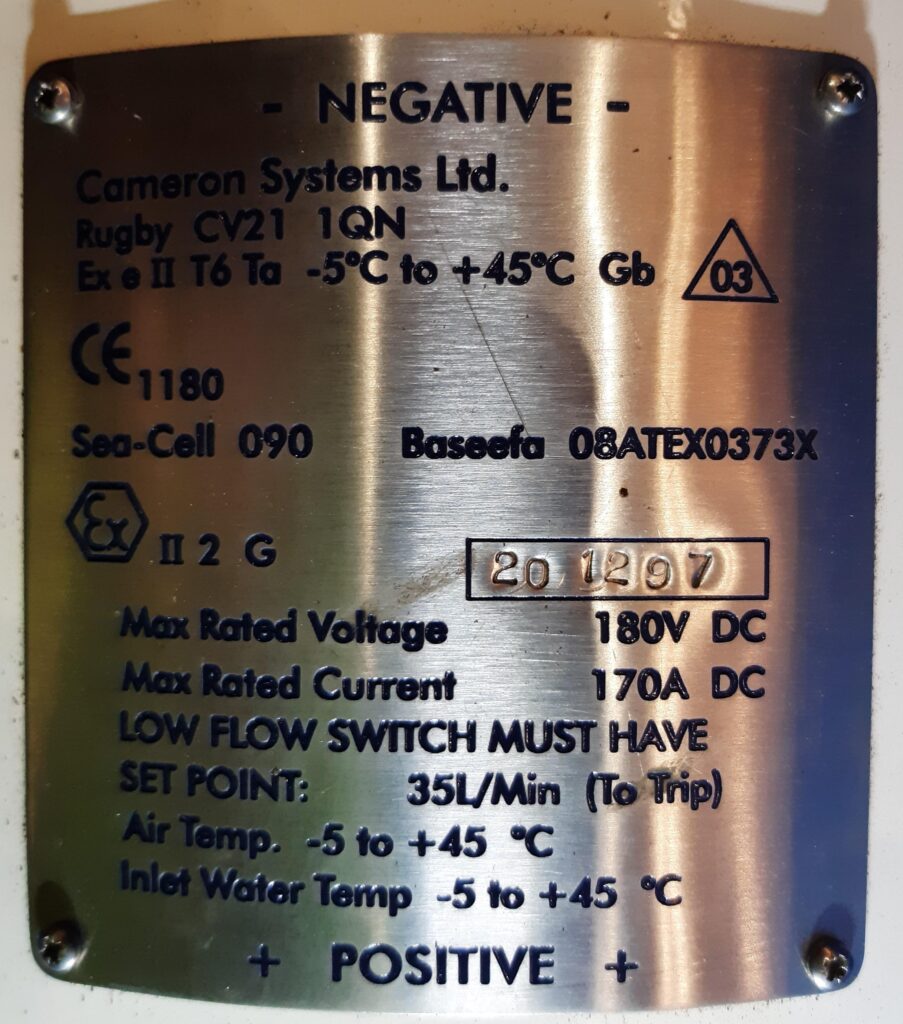 - NEGATIVE -
Cameron Systems Ltd.
Rugby CV21 1QN
Ex e II T6 Ta -5°C to +45°C Gb 03
CE 1180
Sea-Cell 090 Baseefa 08ATEX0373X
Ex II 2 G
20 1297
Max Rated Voltage 180V DC
Max Rated Current 170A DC
LOW FLOW SWITCH MUST HAVE
SET POINT: 35L/Min (To Trip)
Air Temp. -5 to +45 °C
Inlet Water Temp -5 to +45 °C
+ POSITIVE +